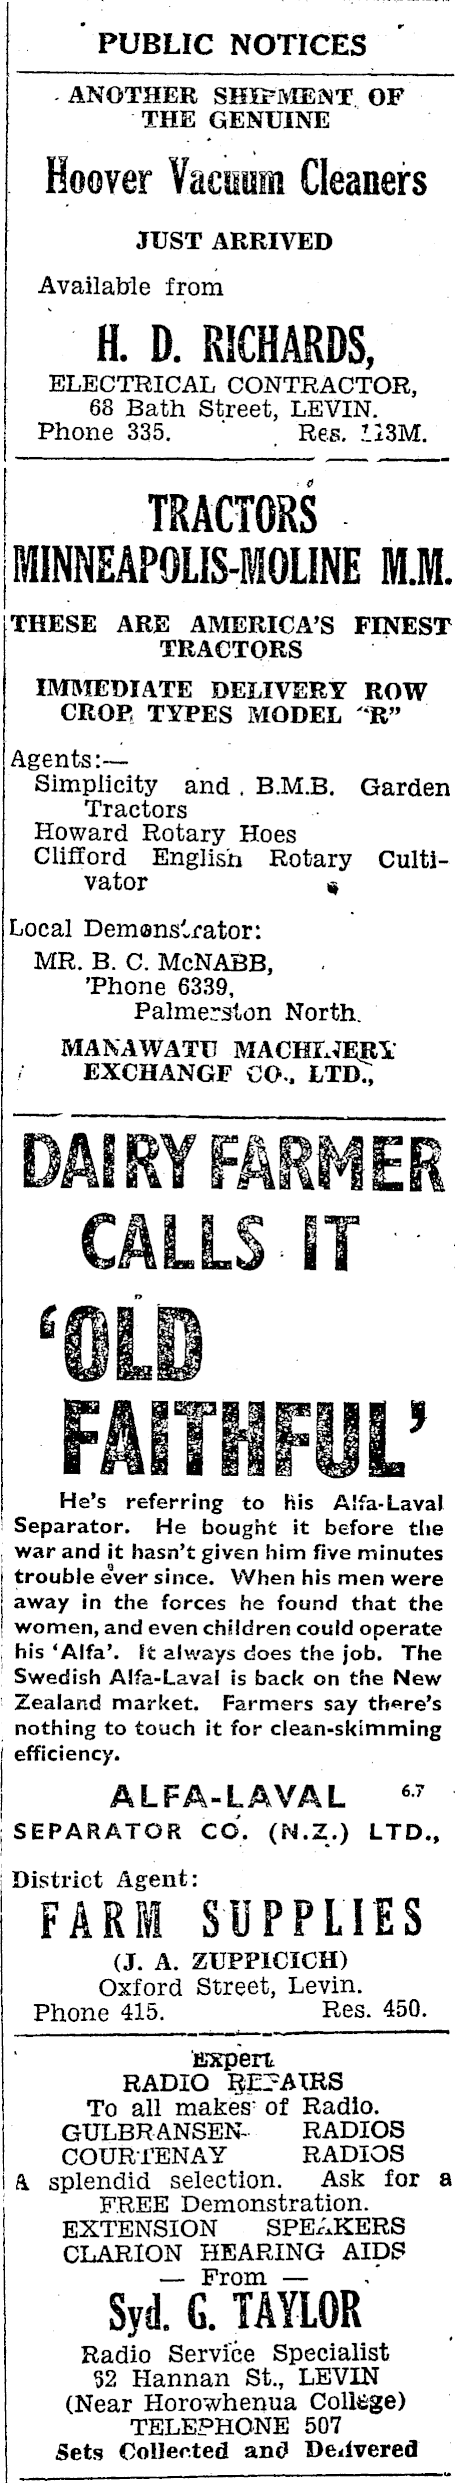 PUBLIC NOTICES
ANOTHER SHIPMENT OF
THE GENUINE
Hoover Vacuum Cleaners
JUST ARRIVED
Available from
H. D. RICHARDS,
ELECTRICAL CONTRACTOR,
68 Bath Street, LEVIN.
Phone 335. Res.
TRACTORS
MINNEAPOLIS-MOLINE M.M.
THESE ARE AMERICA'S FINEST
TRACTORS
IMMEDIATE DELIVERY ROW
CROP TYPES MODEL "R"
Agents:—
Simplicity and B.M.B. Garden
Tractors
Howard Rotary Hoes
Clifford English Rotary Culti-
vator
Local Demonstrator:
MR. B. C. McNABB,
'Phone 6339,
Palmerston North.
MANAWATU MACHINERY
EXCHANGE CO., LTD.,
DAIRY FARMER
CALLS IT
'OLD
FAITHFUL'
He's referring to his Alfa-Laval
Separator. He bought it before the
war and it hasn't given him five minutes
trouble ever since. When his men were
away in the forces he found that the
women, and even children could operate
his 'Alfa'. It always does the job. The
Swedish Alfa-Laval is back on the New
Zealand market. Farmers say there's
nothing to touch it for clean-skimming
efficiency.
ALFA-LAVAL 6.7
SEPARATOR CO. (N.Z.) LTD.,
District Agent:
FARM SUPPLIES
(J. A. ZUPPICICH)
Oxford Street, Levin.
Phone 415. Res. 450.
Expert
RADIO REPAIRS
To all makes of Radio.
GULBRANSEN RADIOS
COURTENAY RADIOS
A splendid selection. Ask for a
FREE Demonstration.
EXTENSION SPEAKERS
CLARION HEARING AIDS
— From —
Syd. G. TAYLOR
Radio Service Specialist
Hannan St., LEVIN
(Near Horowhenua College)
TELEPHONE 507
Sets Collected and Delivered